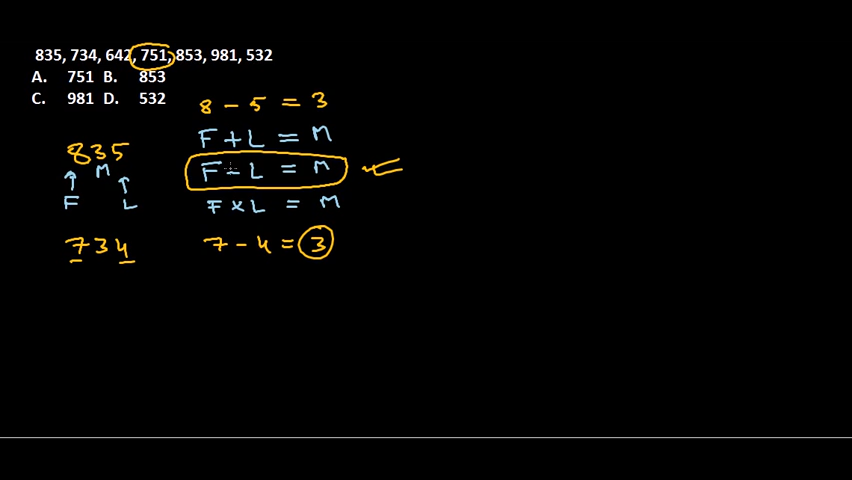 835, 734, 642, 751, 853, 981, 532
A. 751 B. 853
C. 981 D. 532
8 - 5 = 3
F + L = M
835
M
F - L = M
F L
F × L = M
734
7 - 4 = 3